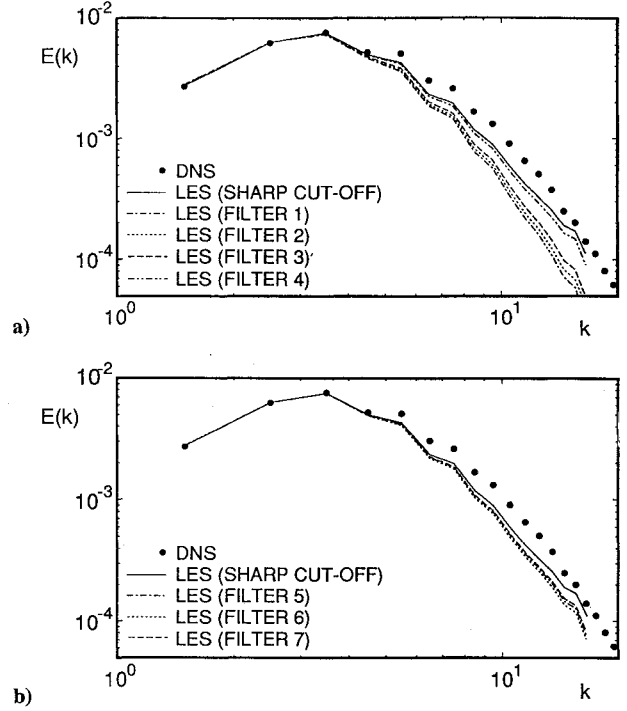 10^-2
E(k)
10^-3
● DNS
LES (SHARP CUT-OFF)
LES (FILTER 1)
LES (FILTER 2)
LES (FILTER 3)
LES (FILTER 4)
10^-4
a)
10^0
10^1
k
10^-2
E(k)
10^-3
● DNS
LES (SHARP CUT-OFF)
LES (FILTER 5)
LES (FILTER 6)
LES (FILTER 7)
10^-4
b)
10^0
10^1
k